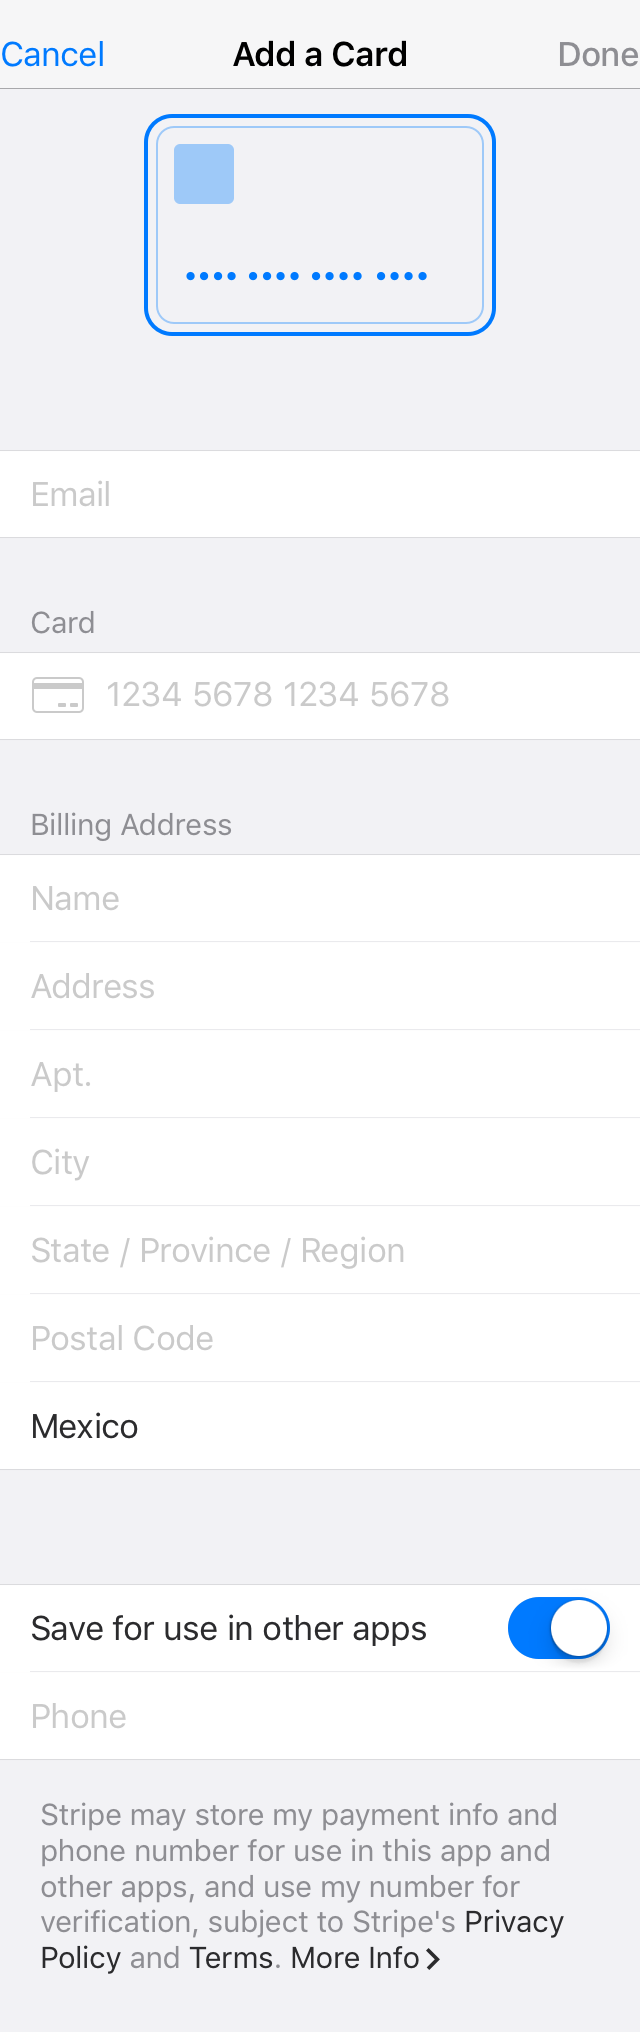 Cancel Add a Card Done
•••• •••• •••• ••••
Email
Card
1234 5678 1234 5678
Billing Address
Name
Address
Apt.
City
State / Province / Region
Postal Code
Mexico
Save for use in other apps
Phone
Stripe may store my payment info and
phone number for use in this app and
other apps, and use my number for
verification, subject to Stripe's Privacy
Policy and Terms. More Info